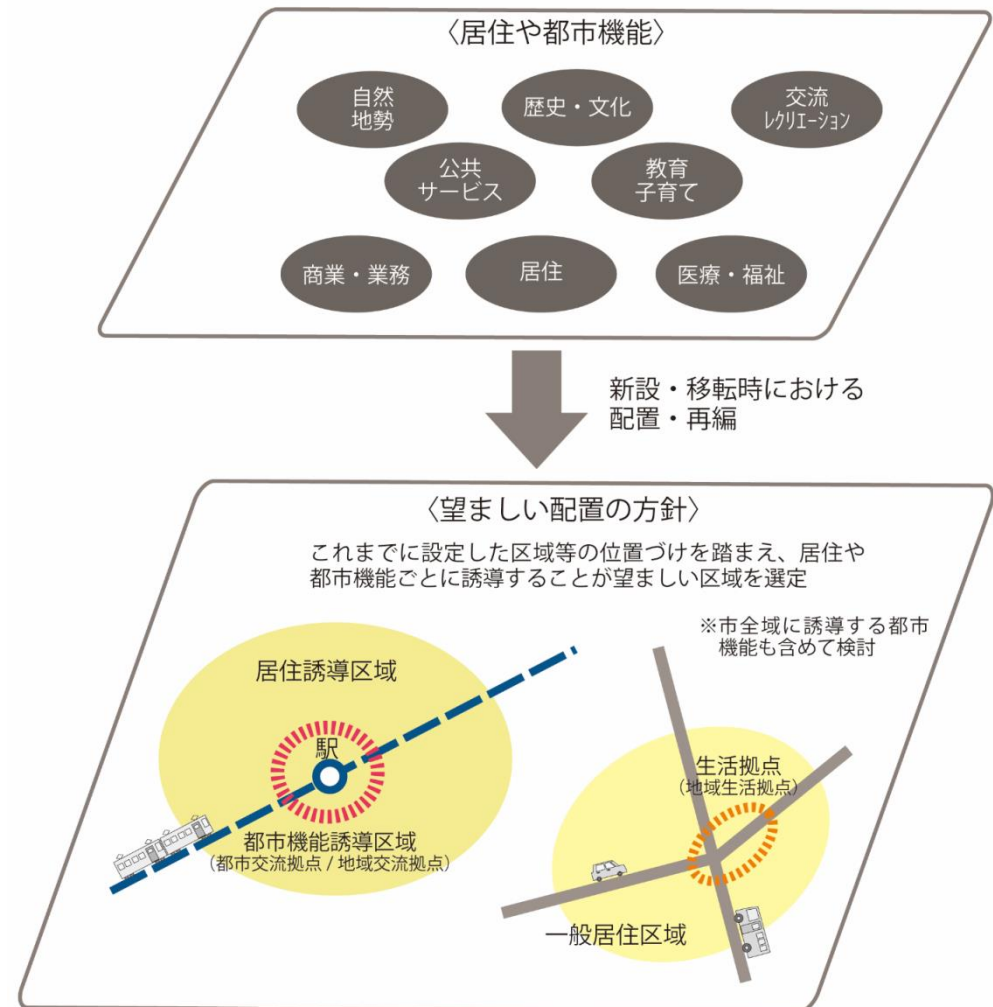 〈居住や都市機能〉
自然
地勢
歴史・文化
交流
ﾚｸﾘｴｰｼｮﾝ
公共
サービス
教育
子育て
商業・業務
居住
医療・福祉
新設・移転時における
配置・再編
〈望ましい配置の方針〉
これまでに設定した区域等の位置づけを踏まえ、居住や
都市機能ごとに誘導することが望ましい区域を選定
※市全域に誘導する都市
機能も含めて検討
居住誘導区域
駅
都市機能誘導区域
（都市交流拠点 / 地域交流拠点）
生活拠点
（地域生活拠点）
一般居住区域